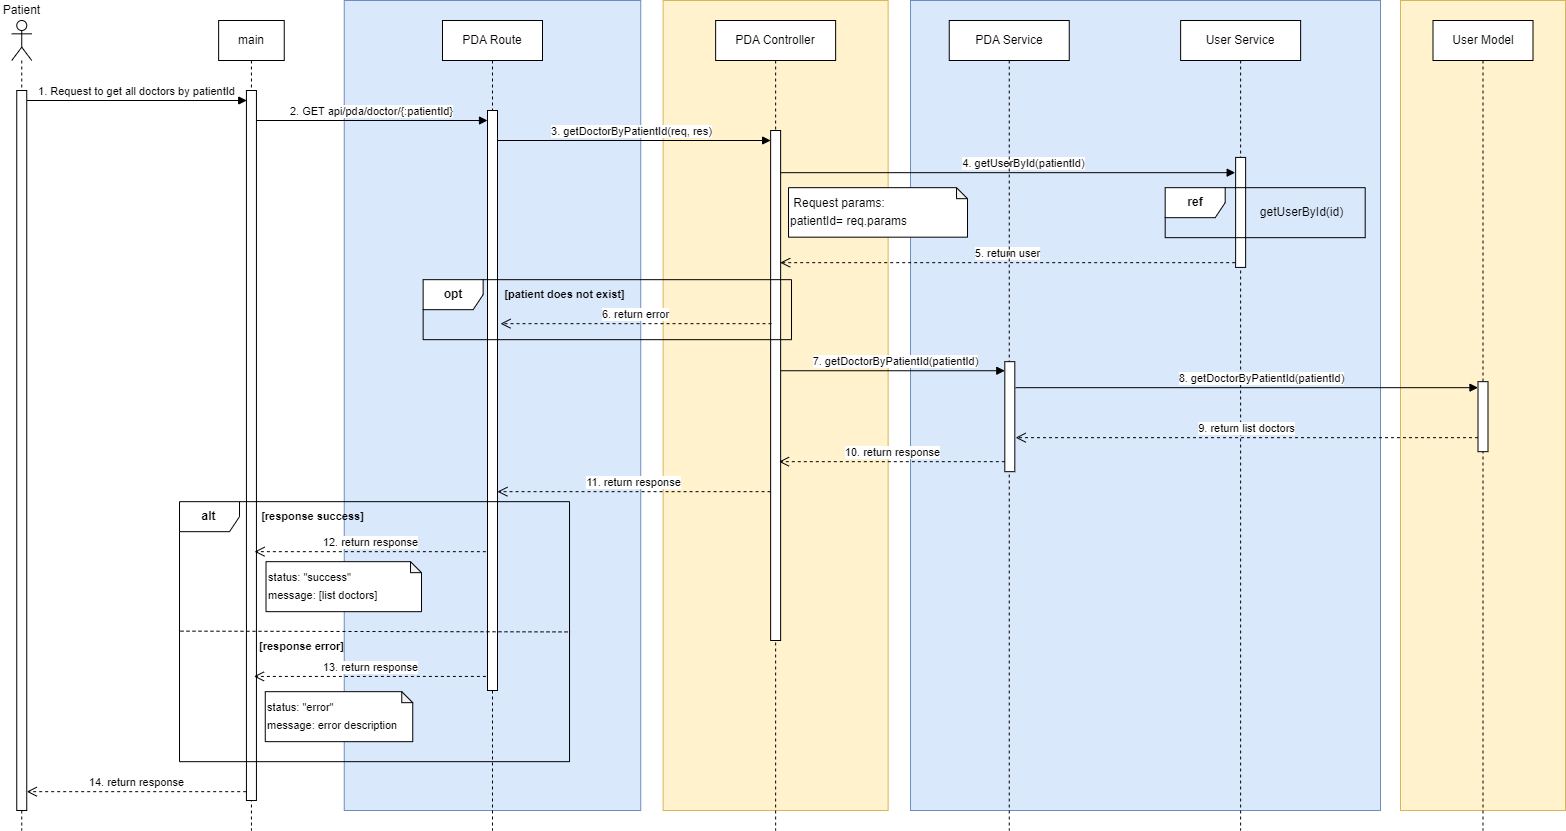 Patient
main
PDA Route
PDA Controller
PDA Service
User Service
User Model
1. Request to get all doctors by patientId
2. GET api/pda/doctor/{:patientId}
3. getDoctorByPatientId(req, res)
4. getUserById(patientId)
Request params:
patientId= req.params
ref
getUserById(id)
5. return user
opt
[patient does not exist]
6. return error
7. getDoctorByPatientId(patientId)
8. getDoctorByPatientId(patientId)
9. return list doctors
10. return response
11. return response
alt
[response success]
12. return response
status: "success"
message: [list doctors]
[response error]
13. return response
status: "error"
message: error description
14. return response